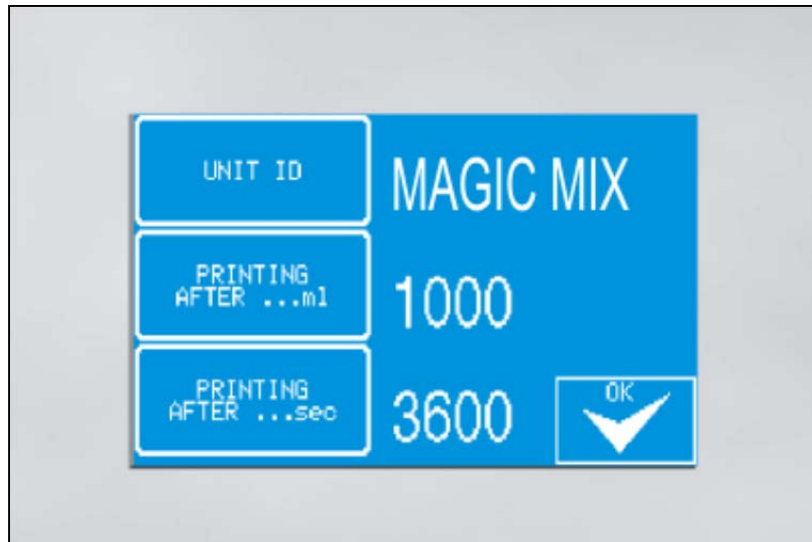 UNIT ID
MAGIC MIX
PRINTING
AFTER ...ml
1000
PRINTING
AFTER ...sec
3600
OK